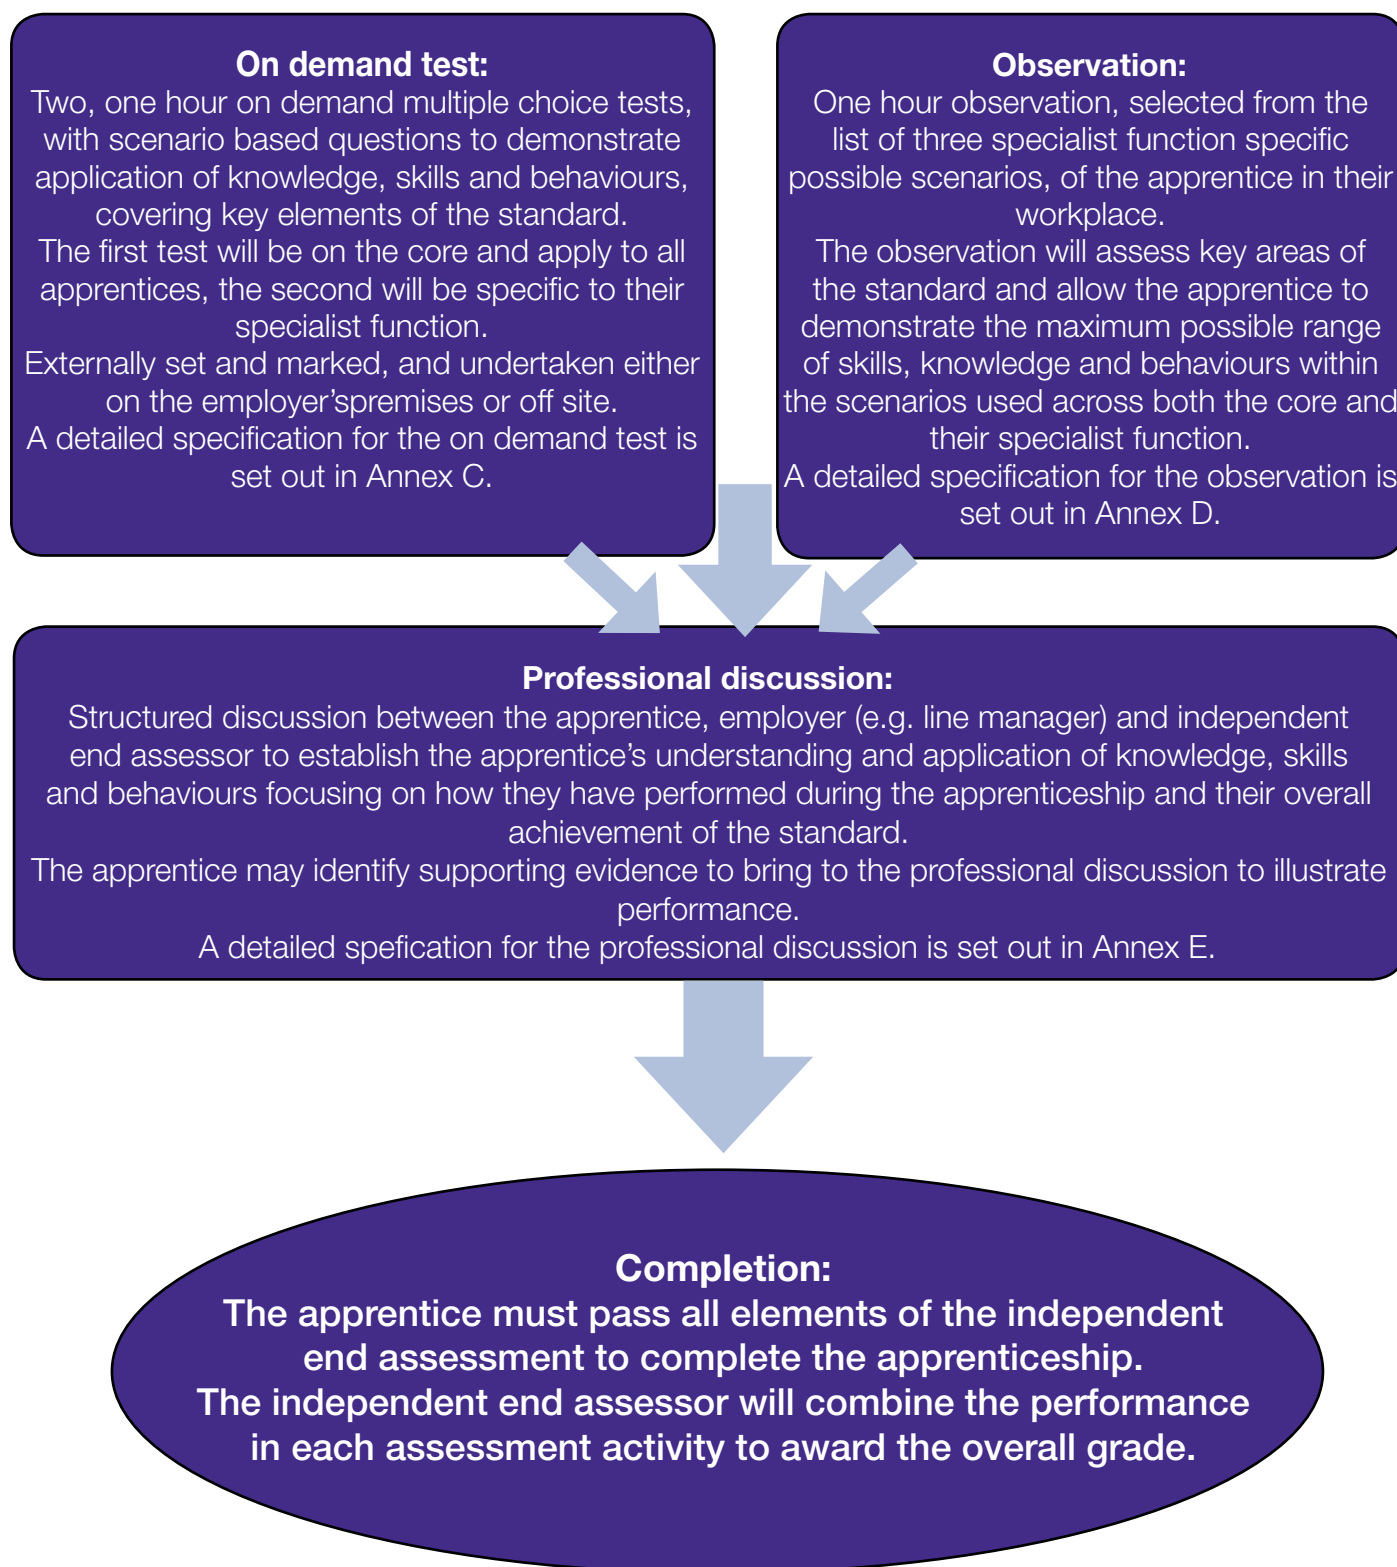 On demand test:
Two, one hour on demand multiple choice tests,
with scenario based questions to demonstrate
application of knowledge, skills and behaviours,
covering key elements of the standard.
The first test will be on the core and apply to all
apprentices, the second will be specific to their
specialist function.
Externally set and marked, and undertaken either
on the employer'spremises or off site.
A detailed specification for the on demand test is
set out in Annex C.
Observation:
One hour observation, selected from the
list of three specialist function specific
possible scenarios, of the apprentice in their
workplace.
The observation will assess key areas of
the standard and allow the apprentice to
demonstrate the maximum possible range
of skills, knowledge and behaviours within
the scenarios used across both the core and
their specialist function.
A detailed specification for the observation is
set out in Annex D.
Professional discussion:
Structured discussion between the apprentice, employer (e.g. line manager) and independent
end assessor to establish the apprentice’s understanding and application of knowledge, skills
and behaviours focusing on how they have performed during the apprenticeship and their overall
achievement of the standard.
The apprentice may identify supporting evidence to bring to the professional discussion to illustrate
performance.
A detailed spefication for the professional discussion is set out in Annex E.
Completion:
The apprentice must pass all elements of the independent
end assessment to complete the apprenticeship.
The independent end assessor will combine the performance
in each assessment activity to award the overall grade.